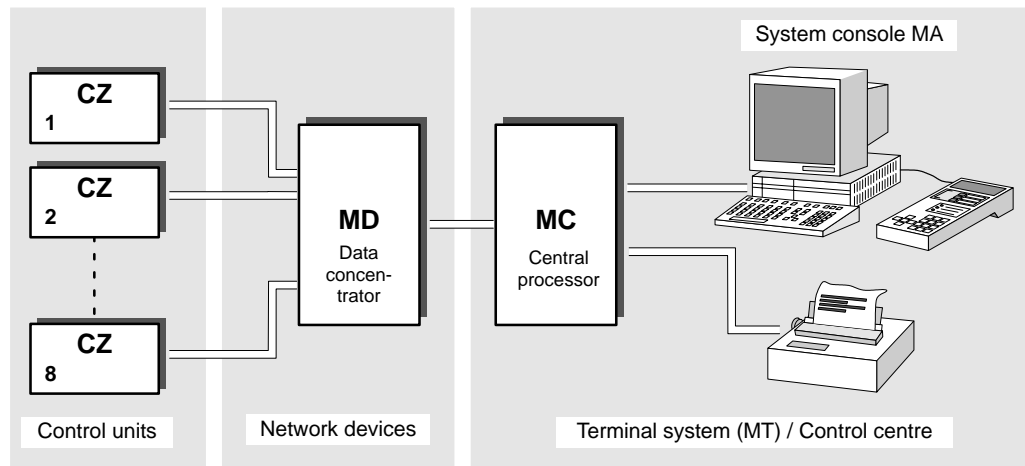 System console MA
CZ
1
CZ
2
CZ
8
MD
Data
concen-
trator
MC
Central
processor
Control units
Network devices
Terminal system (MT) / Control centre